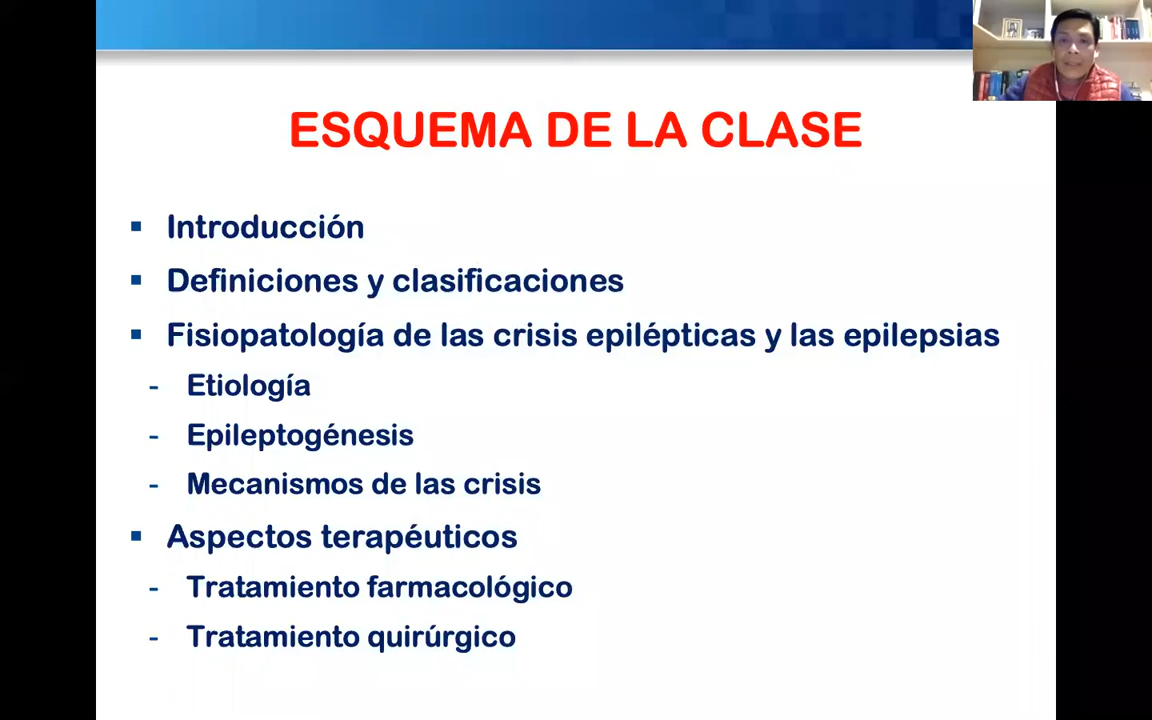 ESQUEMA DE LA CLASE
▪ Introducción
▪ Definiciones y clasificaciones
▪ Fisiopatología de las crisis epilépticas y las epilepsias
- Etiología
- Epileptogénesis
- Mecanismos de las crisis
▪ Aspectos terapéuticos
- Tratamiento farmacológico
- Tratamiento quirúrgico